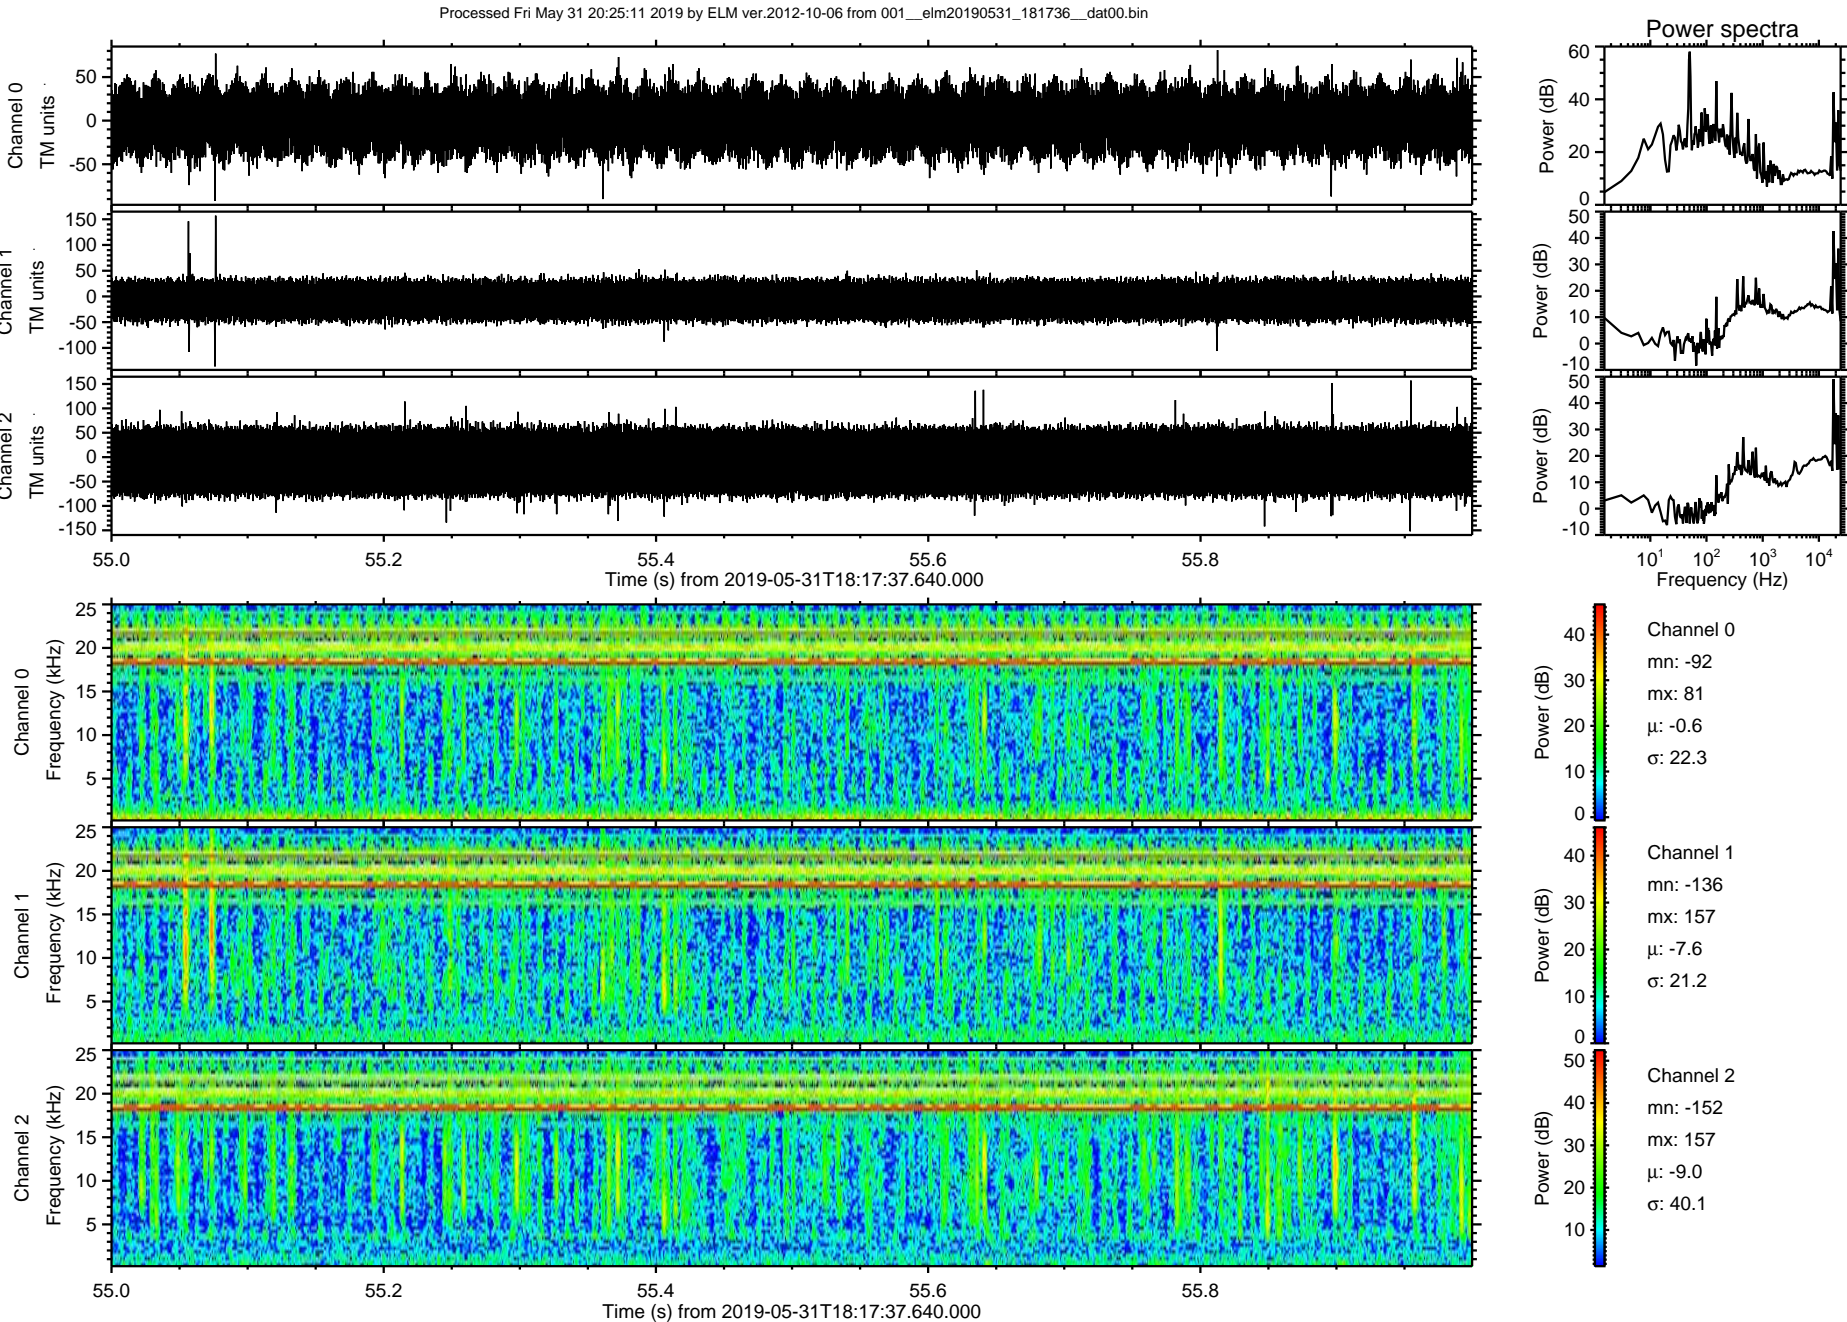 Processed Fri May 31 20:25:11 2019 by ELM ver.2012-10-06 from 001__elm20190531_181736__dat00.bin
Power spectra
Channel 0
TM units
50
0
-50
Power (dB)
60
40
20
0
Channel 1
TM units
150
100
50
0
-50
-100
Power (dB)
50
40
30
20
10
0
-10
Channel 2
TM units
150
100
50
0
-50
-100
-150
Power (dB)
50
40
30
20
10
0
-10
55.0 55.2 55.4 55.6 55.8
Time (s) from 2019-05-31T18:17:37.640.000
10^1 10^2 10^3 10^4
Frequency (Hz)
Channel 0
Frequency (kHz)
25
20
15
10
5
Power (dB)
40
30
20
10
0
Channel 0
mn: -92
mx: 81
μ: -0.6
σ: 22.3
Channel 1
Frequency (kHz)
25
20
15
10
5
Power (dB)
40
30
20
10
0
Channel 1
mn: -136
mx: 157
μ: -7.6
σ: 21.2
Channel 2
Frequency (kHz)
25
20
15
10
5
Power (dB)
50
40
30
20
10
Channel 2
mn: -152
mx: 157
μ: -9.0
σ: 40.1
55.0 55.2 55.4 55.6 55.8
Time (s) from 2019-05-31T18:17:37.640.000